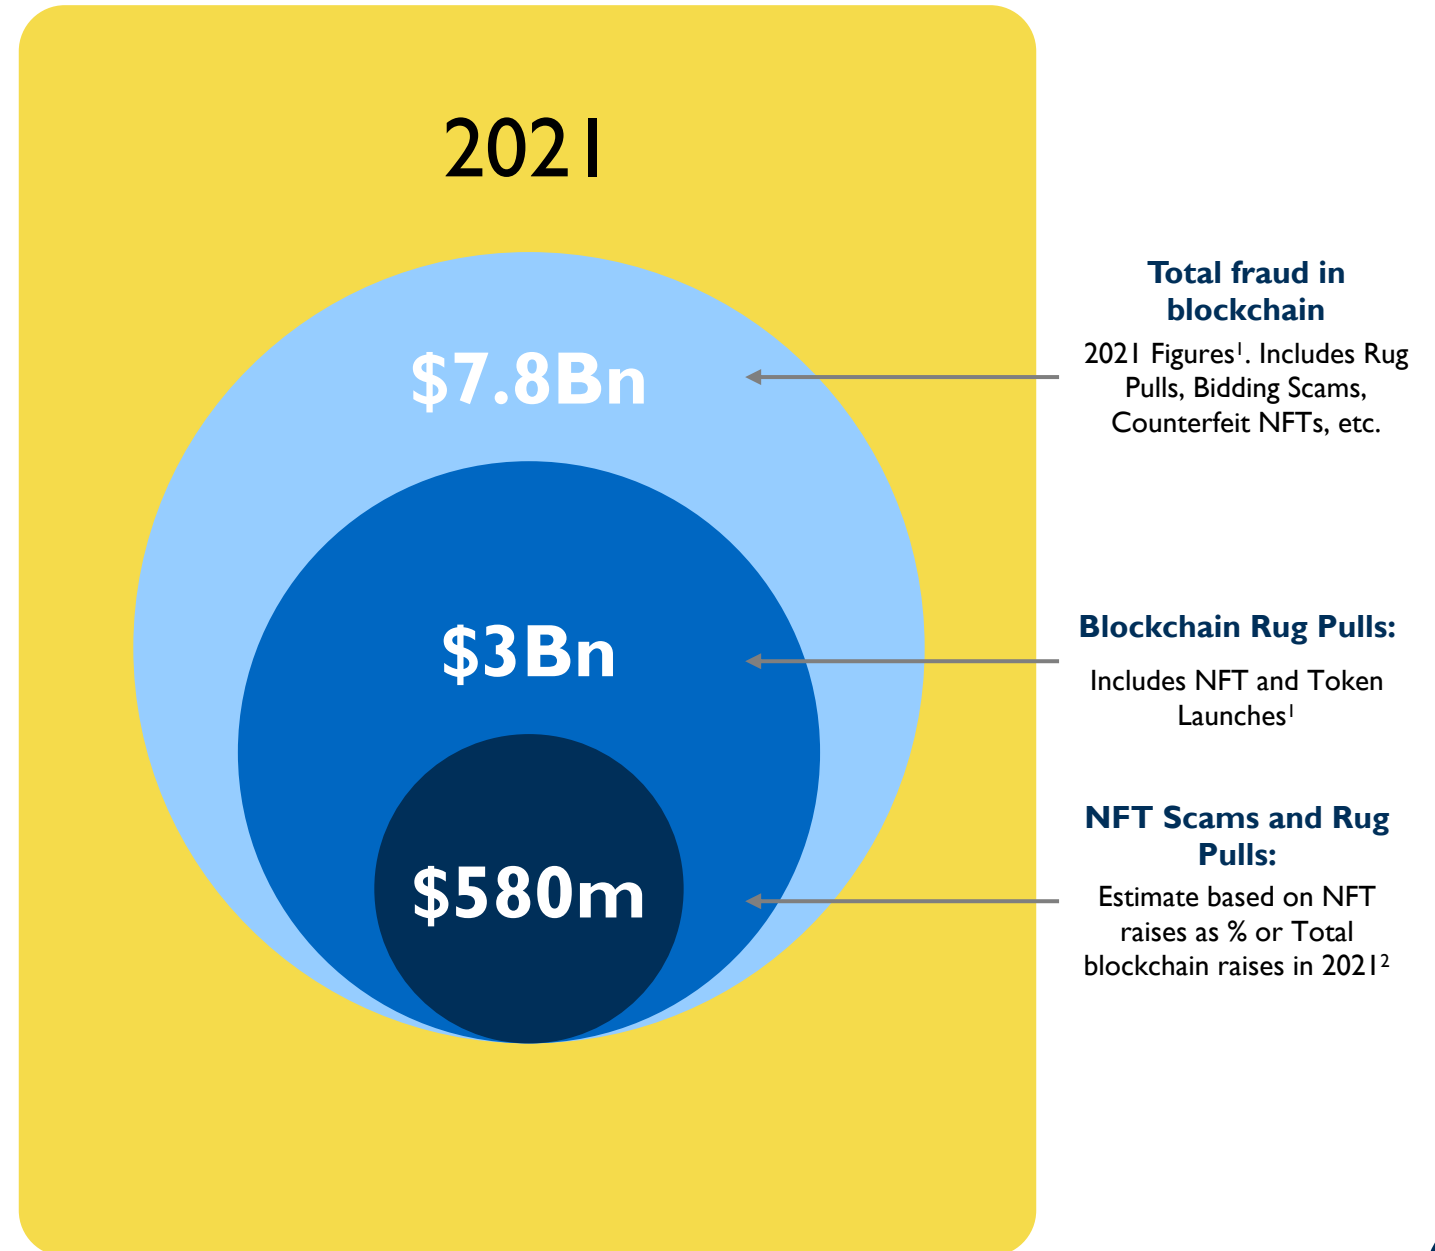 2021
$7.8Bn
Total fraud in
blockchain
2021 Figures¹. Includes Rug
Pulls, Bidding Scams,
Counterfeit NFTs, etc.
$3Bn
Blockchain Rug Pulls:
Includes NFT and Token
Launches¹
$580m
NFT Scams and Rug
Pulls:
Estimate based on NFT
raises as % or Total
blockchain raises in 2021²